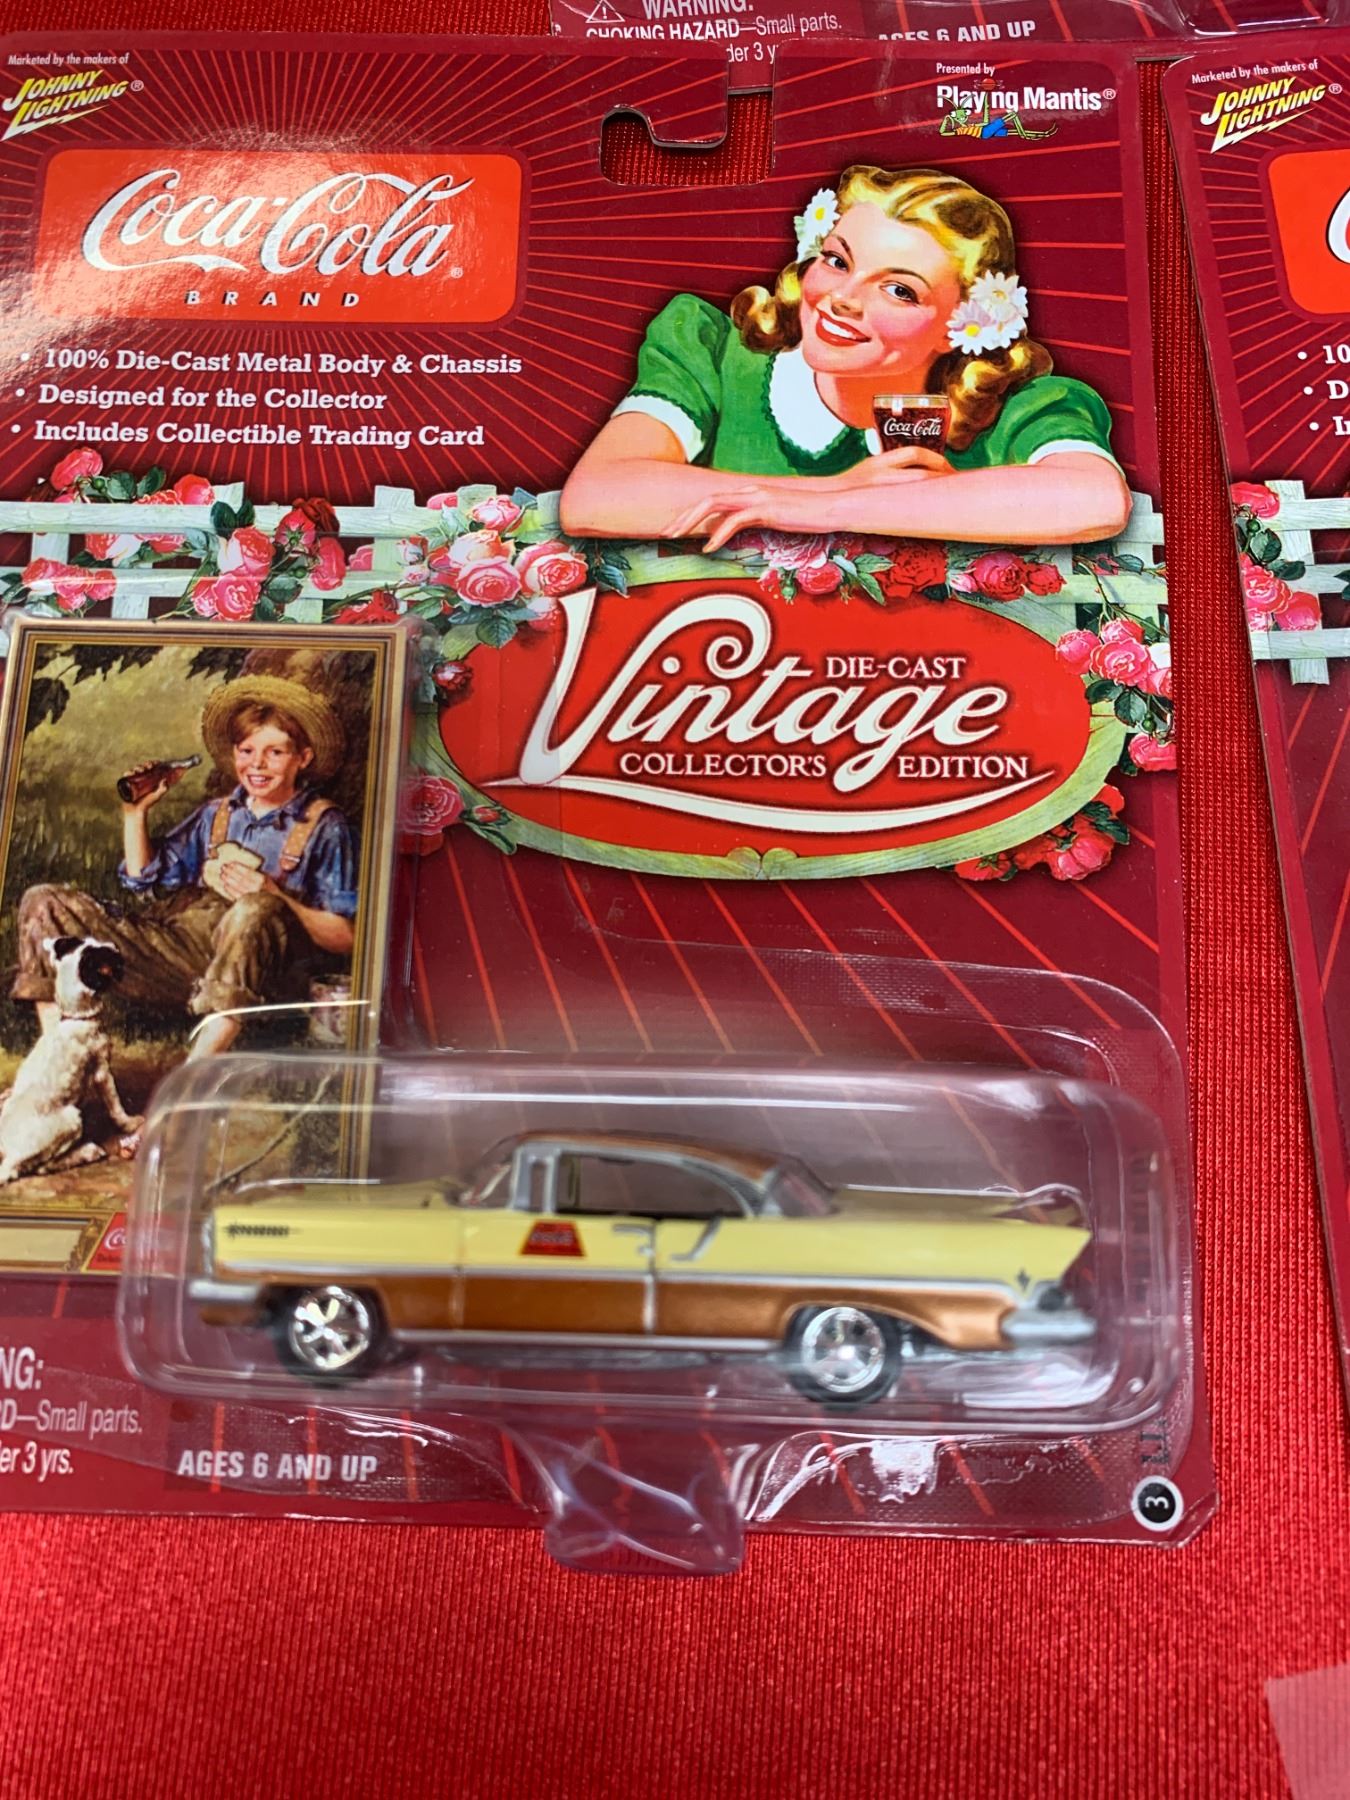 WARNING:
CHOKING HAZARD—Small parts.
der 3 y
AGES 6 AND UP
Marketed by the makers of
JOHNNY LIGHTNING®
Presented by
Playing Mantis®
Coca-Cola®
BRAND
• 100% Die-Cast Metal Body & Chassis
• Designed for the Collector
• Includes Collectible Trading Card
Coca-Cola
DIE-CAST
Vintage
COLLECTOR'S EDITION
NG:
D—Small parts.
er 3 yrs.
AGES 6 AND UP
3
Marketed by the makers of
JOHNNY LIGHTNING®
• 10
• D
• I